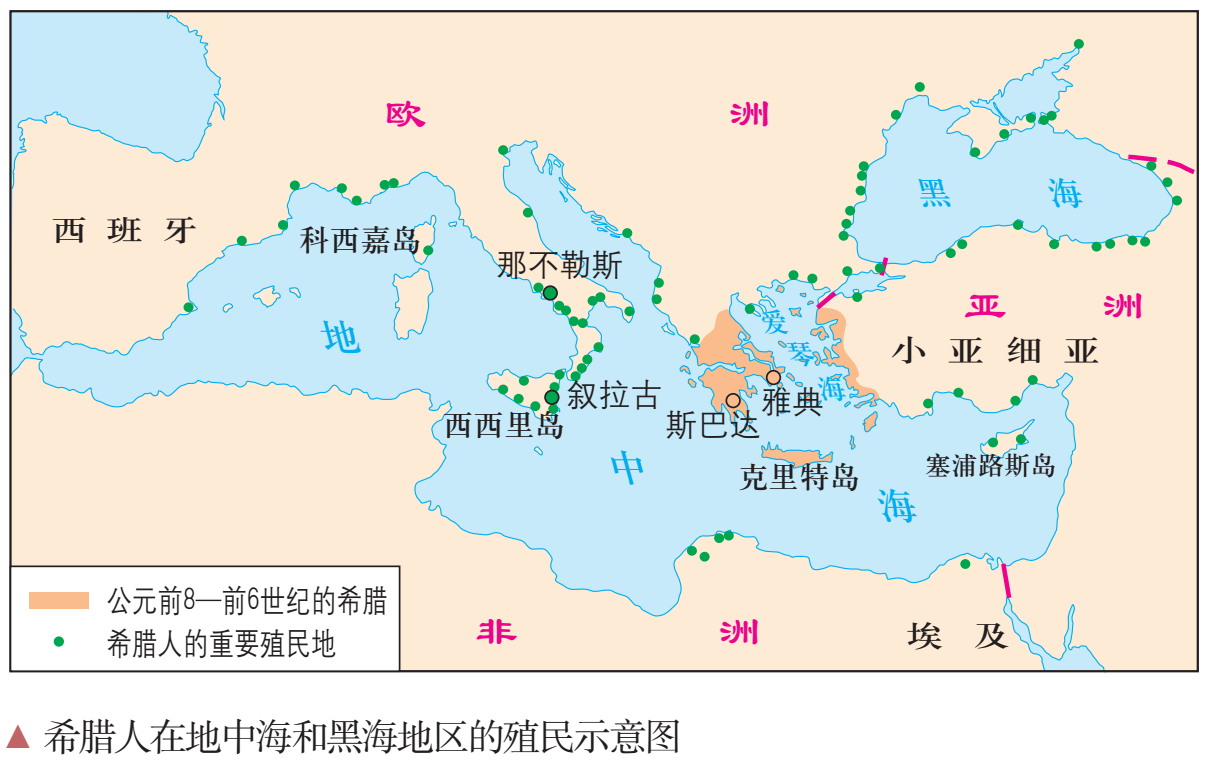 欧洲
黑海
西班牙
科西嘉岛
那不勒斯
地中海
爱琴海
亚洲
小亚细亚
叙拉古
西西里岛
雅典
斯巴达
克里特岛
塞浦路斯岛
非洲
埃及
公元前8—前6世纪的希腊
希腊人的重要殖民地
▲ 希腊人在地中海和黑海地区的殖民示意图